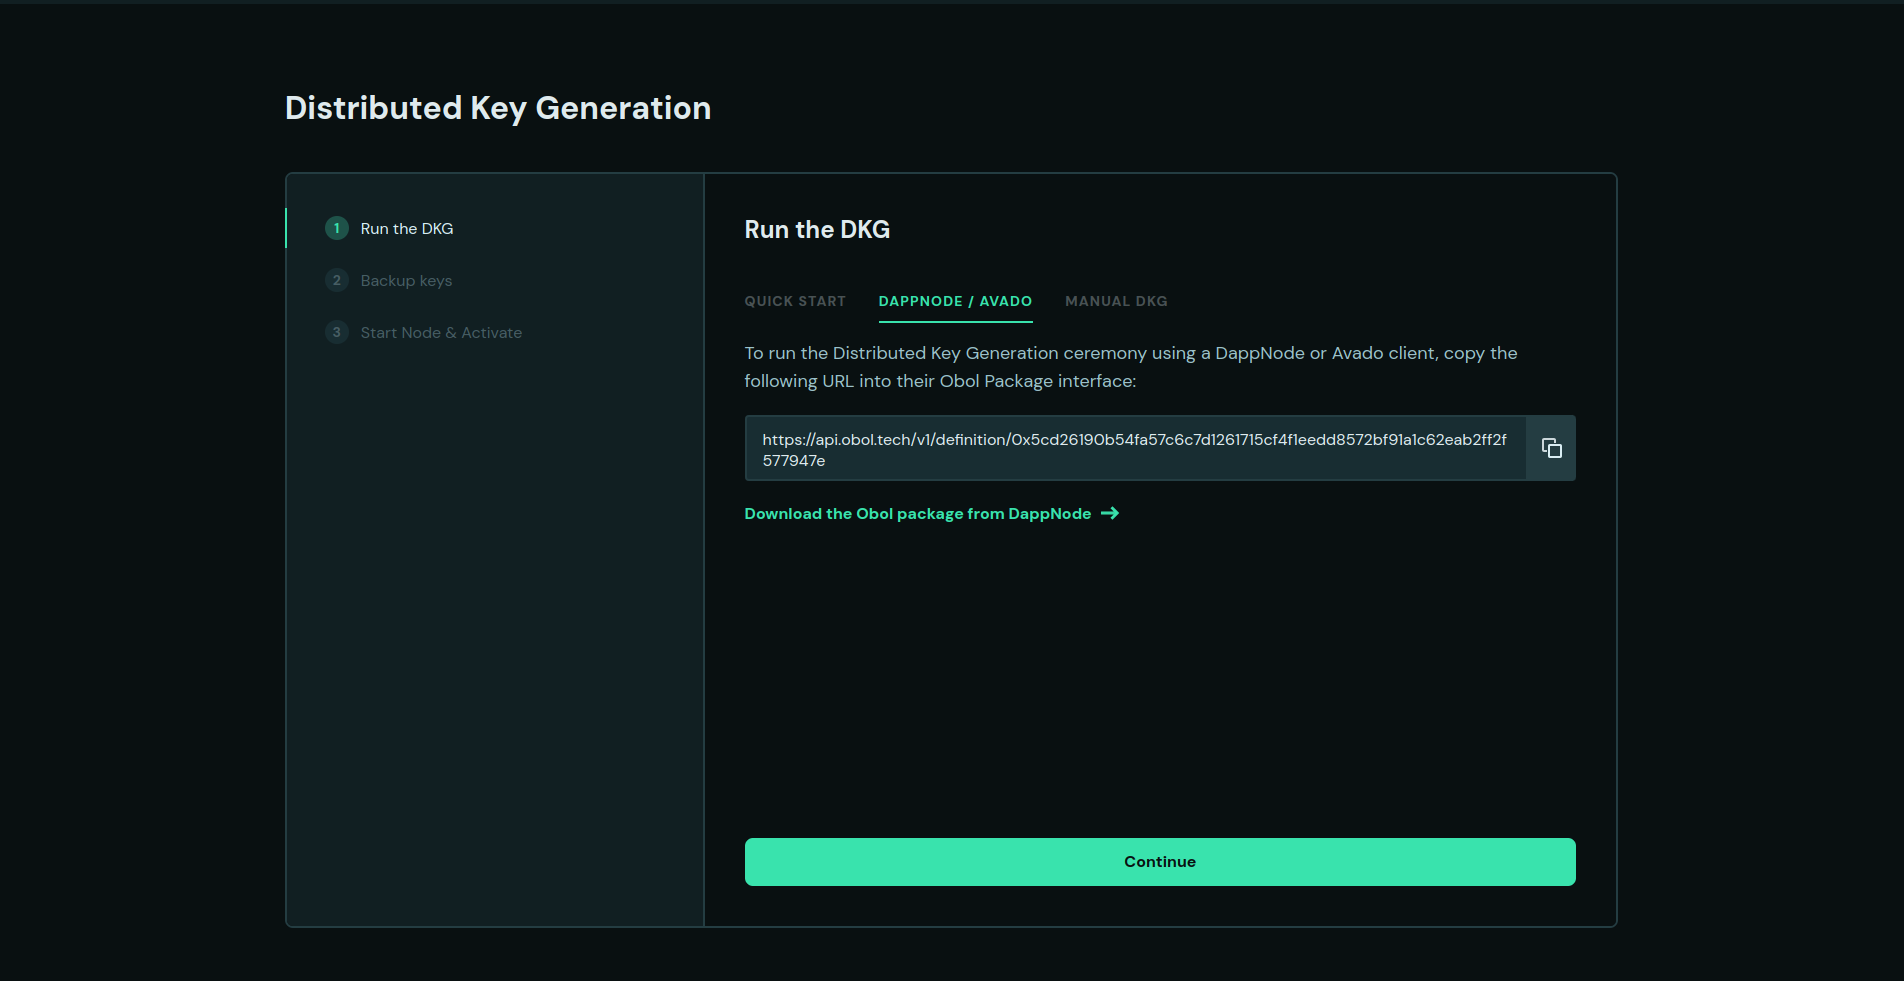 Distributed Key Generation
1 Run the DKG
2 Backup keys
3 Start Node & Activate
Run the DKG
QUICK START DAPPNODE / AVADO MANUAL DKG
To run the Distributed Key Generation ceremony using a DappNode or Avado client, copy the
following URL into their Obol Package interface:
https://api.obol.tech/v1/definition/0x5cd26190b54fa57c6c7d1261715cf4f1eedd8572bf91a1c62eab2ff2f
577947e
Download the Obol package from DappNode
Continue